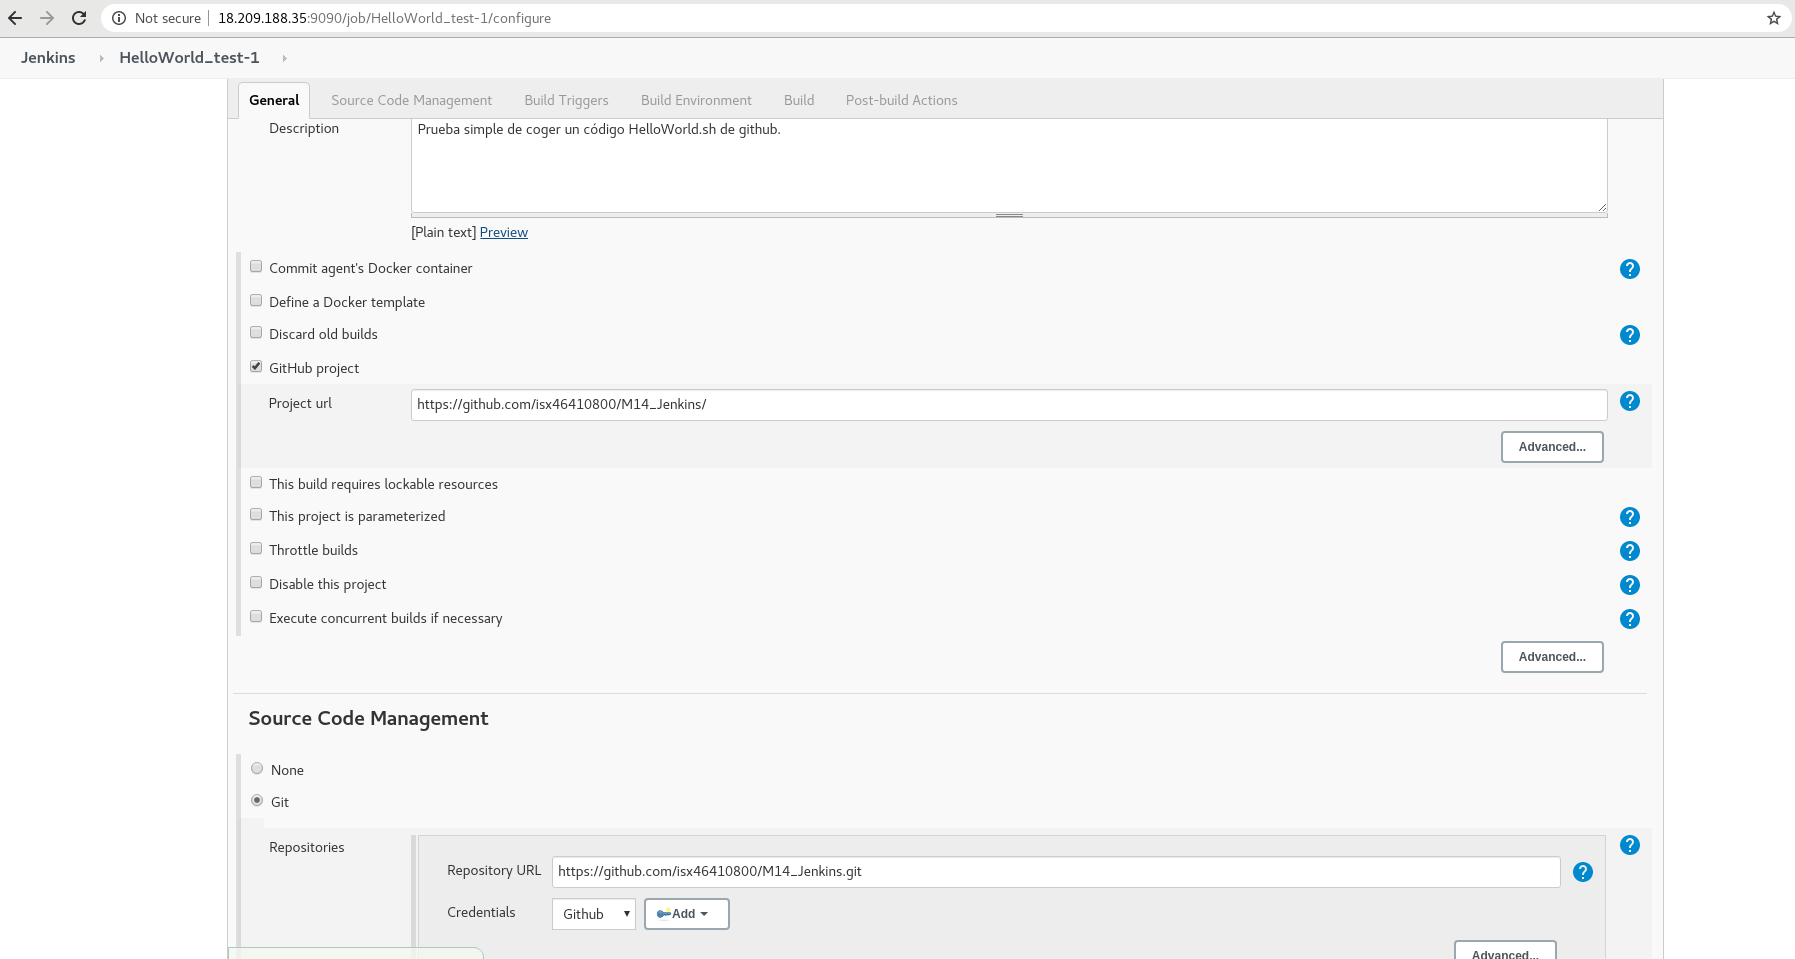 Not secure 18.209.188.35:9090/job/HelloWorld_test-1/configure
Jenkins HelloWorld_test-1
General Source Code Management Build Triggers Build Environment Build Post-build Actions
Description Prueba simple de coger un código HelloWorld.sh de github.
[Plain text] Preview
Commit agent's Docker container ?
Define a Docker template
Discard old builds ?
GitHub project
Project url https://github.com/isx46410800/M14_Jenkins/ ?
Advanced...
This build requires lockable resources
This project is parameterized ?
Throttle builds ?
Disable this project ?
Execute concurrent builds if necessary ?
Advanced...
Source Code Management
None
Git
Repositories ?
Repository URL https://github.com/isx46410800/M14_Jenkins.git ?
Credentials Github Add
Advanced...